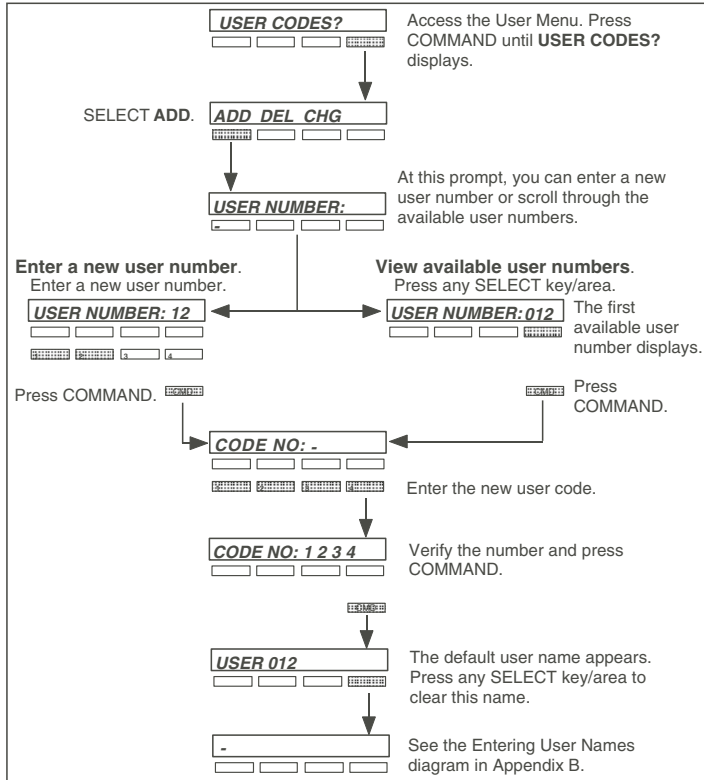 USER CODES?
Access the User Menu. Press
COMMAND until USER CODES?
displays.
SELECT ADD.
ADD DEL CHG
At this prompt, you can enter a new
user number or scroll through the
available user numbers.
USER NUMBER:
-
Enter a new user number.
Enter a new user number.
USER NUMBER: 12
1 2 3 4
View available user numbers.
Press any SELECT key/area.
USER NUMBER: 012
The first
available user
number displays.
Press COMMAND.
CMD
CMD
Press
COMMAND.
CODE NO: -
1 2 3 4
Enter the new user code.
CODE NO: 1 2 3 4
Verify the number and press
COMMAND.
CMD
USER 012
The default user name appears.
Press any SELECT key/area to
clear this name.
-
See the Entering User Names
diagram in Appendix B.